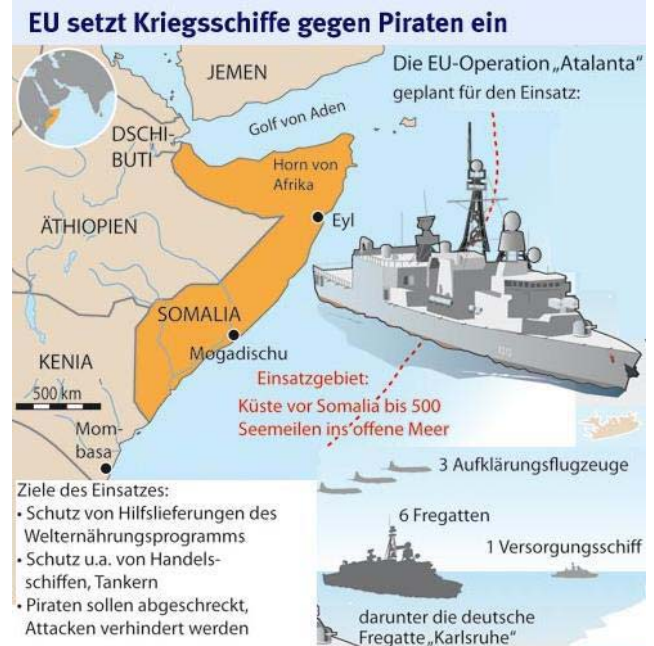 EU setzt Kriegsschiffe gegen Piraten ein
JEMEN
Die EU-Operation „Atalanta“
geplant für den Einsatz:
Golf von Aden
DSCHI-
BUTI
Horn von
Afrika
ÄTHIOPIEN
Eyl
SOMALIA
Mogadischu
KENIA
500 km
Mom-
basa
Einsatzgebiet:
Küste vor Somalia bis 500
Seemeilen ins offene Meer
Ziele des Einsatzes:
• Schutz von Hilfslieferungen des
Welternährungsprogramms
• Schutz u.a. von Handels-
schiffen, Tankern
• Piraten sollen abgeschreckt,
Attacken verhindert werden
3 Aufklärungsflugzeuge
6 Fregatten
1 Versorgungsschiff
darunter die deutsche
Fregatte „Karlsruhe“